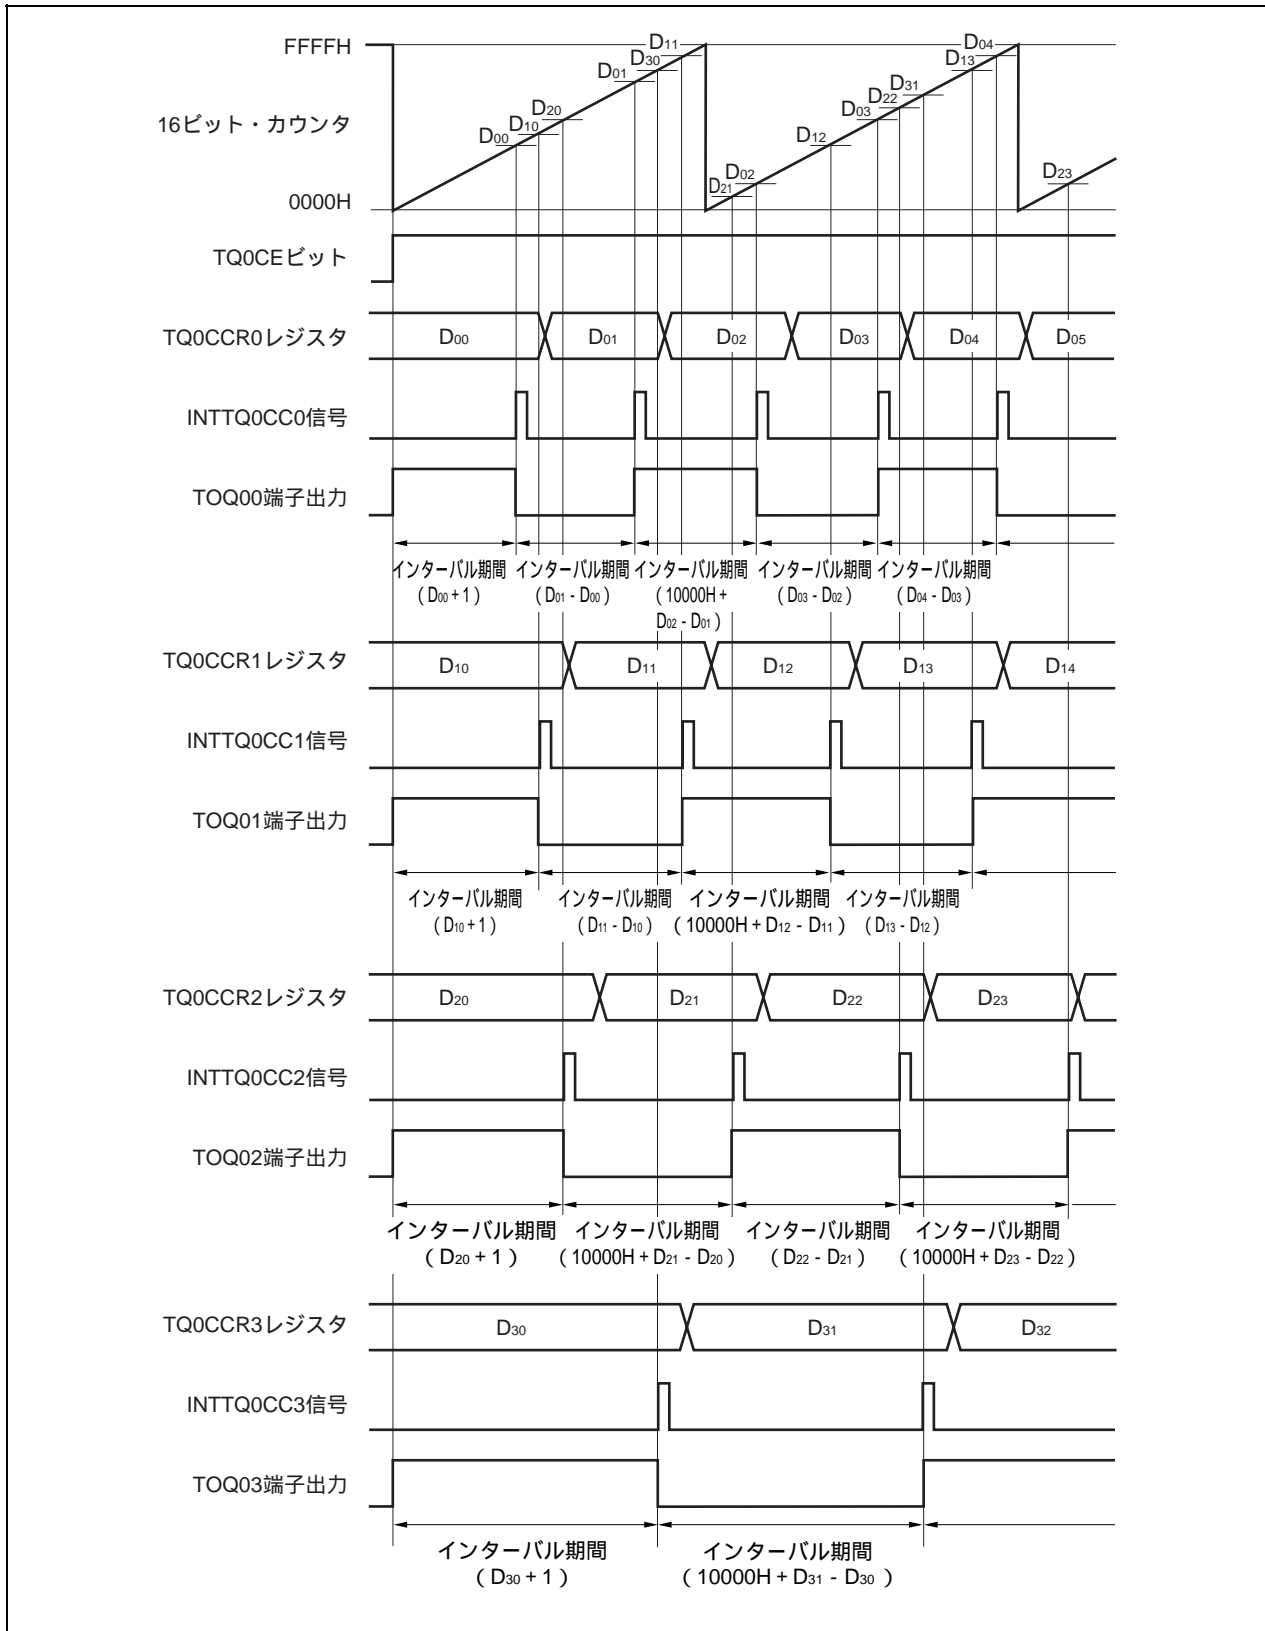 FFFFH
16ビット・カウンタ
0000H
D00
D10
D20
D01
D30
D11
D21
D02
D12
D03
D22
D31
D13
D04
D23
TQ0CEビット
TQ0CCR0レジスタ
D00 D01 D02 D03 D04 D05
INTTQ0CC0信号
TOQ00端子出力
インターバル期間 インターバル期間 インターバル期間 インターバル期間 インターバル期間
(D00 + 1) (D01 - D00) (10000H + (D03 - D02) (D04 - D03)
D02 - D01)
TQ0CCR1レジスタ
D10 D11 D12 D13 D14
INTTQ0CC1信号
TOQ01端子出力
インターバル期間 インターバル期間 インターバル期間 インターバル期間
(D10 + 1) (D11 - D10) (10000H + D12 - D11) (D13 - D12)
TQ0CCR2レジスタ
D20 D21 D22 D23
INTTQ0CC2信号
TOQ02端子出力
インターバル期間 インターバル期間 インターバル期間 インターバル期間
(D20 + 1) (10000H + D21 - D20) (D22 - D21) (10000H + D23 - D22)
TQ0CCR3レジスタ
D30 D31 D32
INTTQ0CC3信号
TOQ03端子出力
インターバル期間 インターバル期間
(D30 + 1) (10000H + D31 - D30)